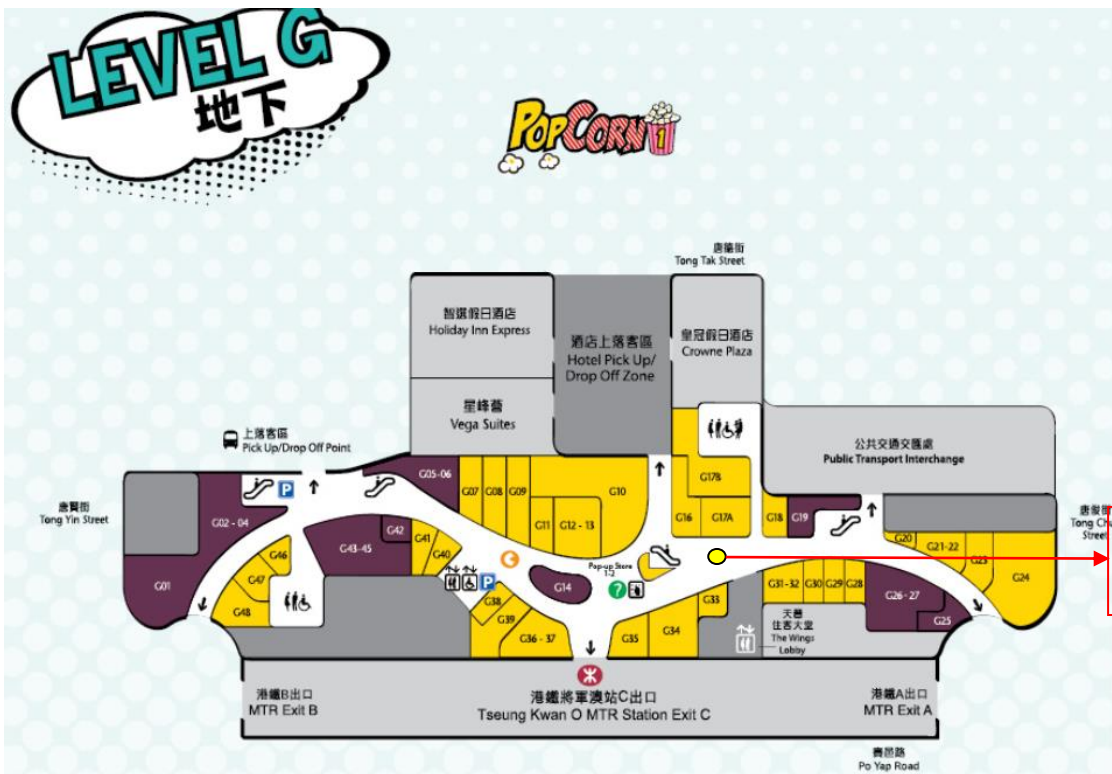 LEVEL G
地下
POPCORN 1
唐德街
Tong Tak Street
智選假日酒店
Holiday Inn Express
酒店上落客區
Hotel Pick Up/
Drop Off Zone
皇冠假日酒店
Crowne Plaza
星峰薈
Vega Suites
上落客區
Pick Up/Drop Off Point
公共交通交匯處
Public Transport Interchange
唐賢街
Tong Yin Street
唐俊街
Tong Chu
Street
G01
G02 - 04
P
G05-06
G07
G08
G09
G10
G11
G12 - 13
G14
G16
G17A
G17B
G18
G19
G20
G21-22
G23
G24
G25
G26 - 27
G28
G29
G30
G31-32
G33
G34
G35
G36 - 37
G38
G39
G40
G41
G42
G43-45
G46
G47
G48
P
Pop-up Store
1-2
?
天晉
住客大堂
The Wings
Lobby
港鐵B出口
MTR Exit B
港鐵將軍澳站C出口
Tseung Kwan O MTR Station Exit C
港鐵A出口
MTR Exit A
寶邑路
Po Yap Road